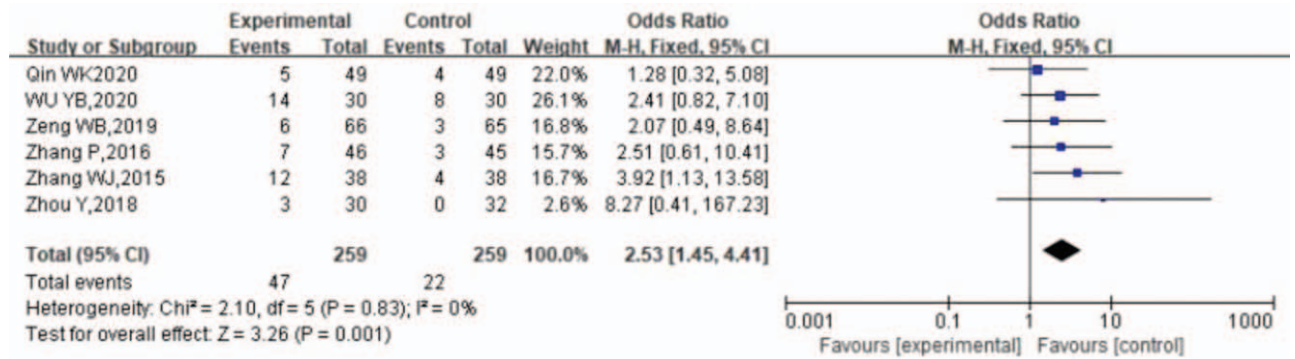 Experimental Control Odds Ratio Odds Ratio
Study or Subgroup Events Total Events Total Weight M-H, Fixed, 95% CI M-H, Fixed, 95% CI
Qin WK2020 5 49 4 49 22.0% 1.28 [0.32, 5.08]
WU YB,2020 14 30 8 30 26.1% 2.41 [0.82, 7.10]
Zeng WB,2019 6 66 3 65 16.8% 2.07 [0.49, 8.64]
Zhang P,2016 7 46 3 45 15.7% 2.51 [0.61, 10.41]
Zhang WJ,2015 12 38 4 38 16.7% 3.92 [1.13, 13.58]
Zhou Y,2018 3 30 0 32 2.6% 8.27 [0.41, 167.23]
Total (95% CI) 259 259 100.0% 2.53 [1.45, 4.41]
Total events 47 22
Heterogeneity: Chi² = 2.10, df = 5 (P = 0.83); I² = 0%
Test for overall effect: Z = 3.26 (P = 0.001)
0.001 0.1 1 10 1000
Favours [experimental] Favours [control]